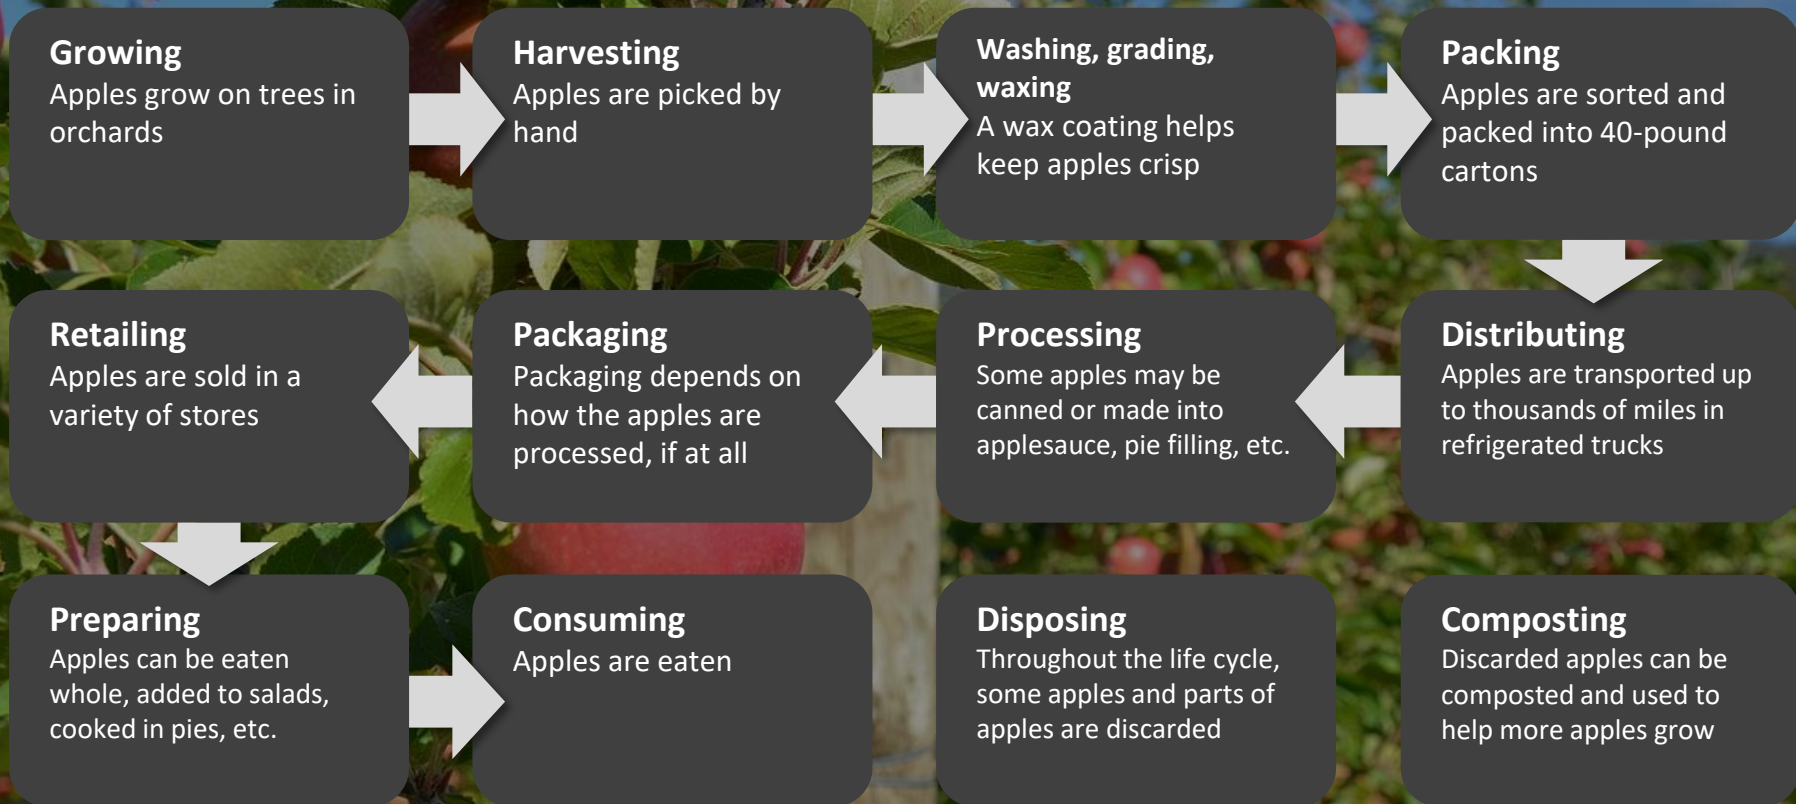 Growing
Apples grow on trees in
orchards
Harvesting
Apples are picked by
hand
Washing, grading,
waxing
A wax coating helps
keep apples crisp
Packing
Apples are sorted and
packed into 40-pound
cartons
Distributing
Apples are transported up
to thousands of miles in
refrigerated trucks
Processing
Some apples may be
canned or made into
applesauce, pie filling, etc.
Packaging
Packaging depends on
how the apples are
processed, if at all
Retailing
Apples are sold in a
variety of stores
Preparing
Apples can be eaten
whole, added to salads,
cooked in pies, etc.
Consuming
Apples are eaten
Disposing
Throughout the life cycle,
some apples and parts of
apples are discarded
Composting
Discarded apples can be
composted and used to
help more apples grow